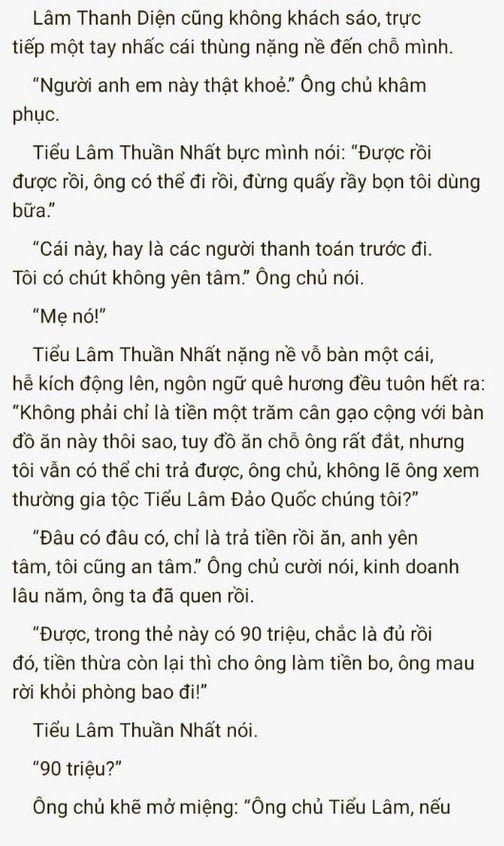 Lâm Thanh Diện cũng không khách sáo, trực
tiếp một tay nhấc cái thùng nặng nề đến chỗ mình.
“Người anh em này thật khoẻ.” Ông chủ khâm
phục.
Tiểu Lâm Thuần Nhất bực mình nói: “Được rồi
được rồi, ông có thể đi rồi, đừng quấy rầy bọn tôi dùng
bữa.”
“Cái này, hay là các người thanh toán trước đi.
Tôi có chút không yên tâm.” Ông chủ nói.
“Mẹ nó!”
Tiểu Lâm Thuần Nhất nặng nề vỗ bàn một cái,
hễ kích động lên, ngôn ngữ quê hương đều tuôn hết ra:
“Không phải chỉ là tiền một trăm cân gạo cộng với bàn
đồ ăn này thôi sao, tuy đồ ăn chỗ ông rất đắt, nhưng
tôi vẫn có thể chi trả được, ông chủ, không lẽ ông xem
thường gia tộc Tiểu Lâm Đảo Quốc chúng tôi?”
“Đâu có đâu có, chỉ là trả tiền rồi ăn, anh yên
tâm, tôi cũng an tâm.” Ông chủ cười nói, kinh doanh
lâu năm, ông ta đã quen rồi.
“Được, trong thẻ này có 90 triệu, chắc là đủ rồi
đó, tiền thừa còn lại thì cho ông làm tiền bo, ông mau
rời khỏi phòng bao đi!”
Tiểu Lâm Thuần Nhất nói.
“90 triệu?”
Ông chủ khẽ mở miệng: “Ông chủ Tiểu Lâm, nếu